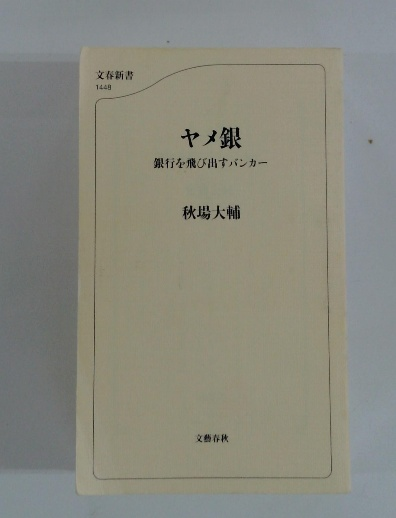 文春新書
1448
ヤメ銀
銀行を飛び出すバンカー
秋場大輔
文藝春秋